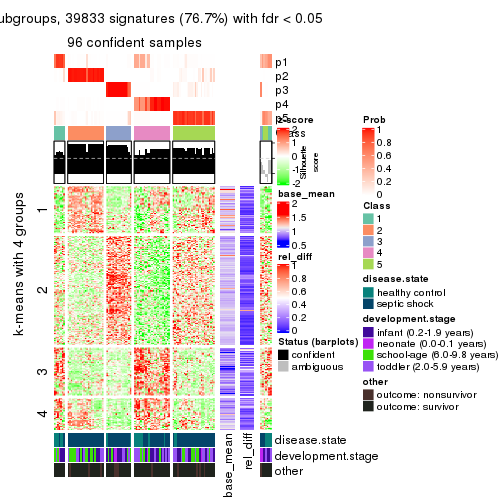 ubgroups, 39833 signatures (76.7%) with fdr < 0.05
96 confident samples
p1
p2
p3
p4
p5
Class
Silhouette
score
k-means with 4 groups
1
2
3
4
base_mean
rel_diff
disease.state
development.stage
other
z-score
2
1
0
-1
-2
base_mean
2
1.5
1
0.5
rel_diff
1
0.8
0.6
0.4
0.2
0
Status (barplots)
confident
ambiguous
Prob
1
0.8
0.6
0.4
0.2
0
Class
1
2
3
4
5
disease.state
healthy control
septic shock
development.stage
infant (0.2-1.9 years)
neonate (0.0-0.1 years)
school-age (6.0-9.8 years)
toddler (2.0-5.9 years)
other
outcome: nonsurvivor
outcome: survivor